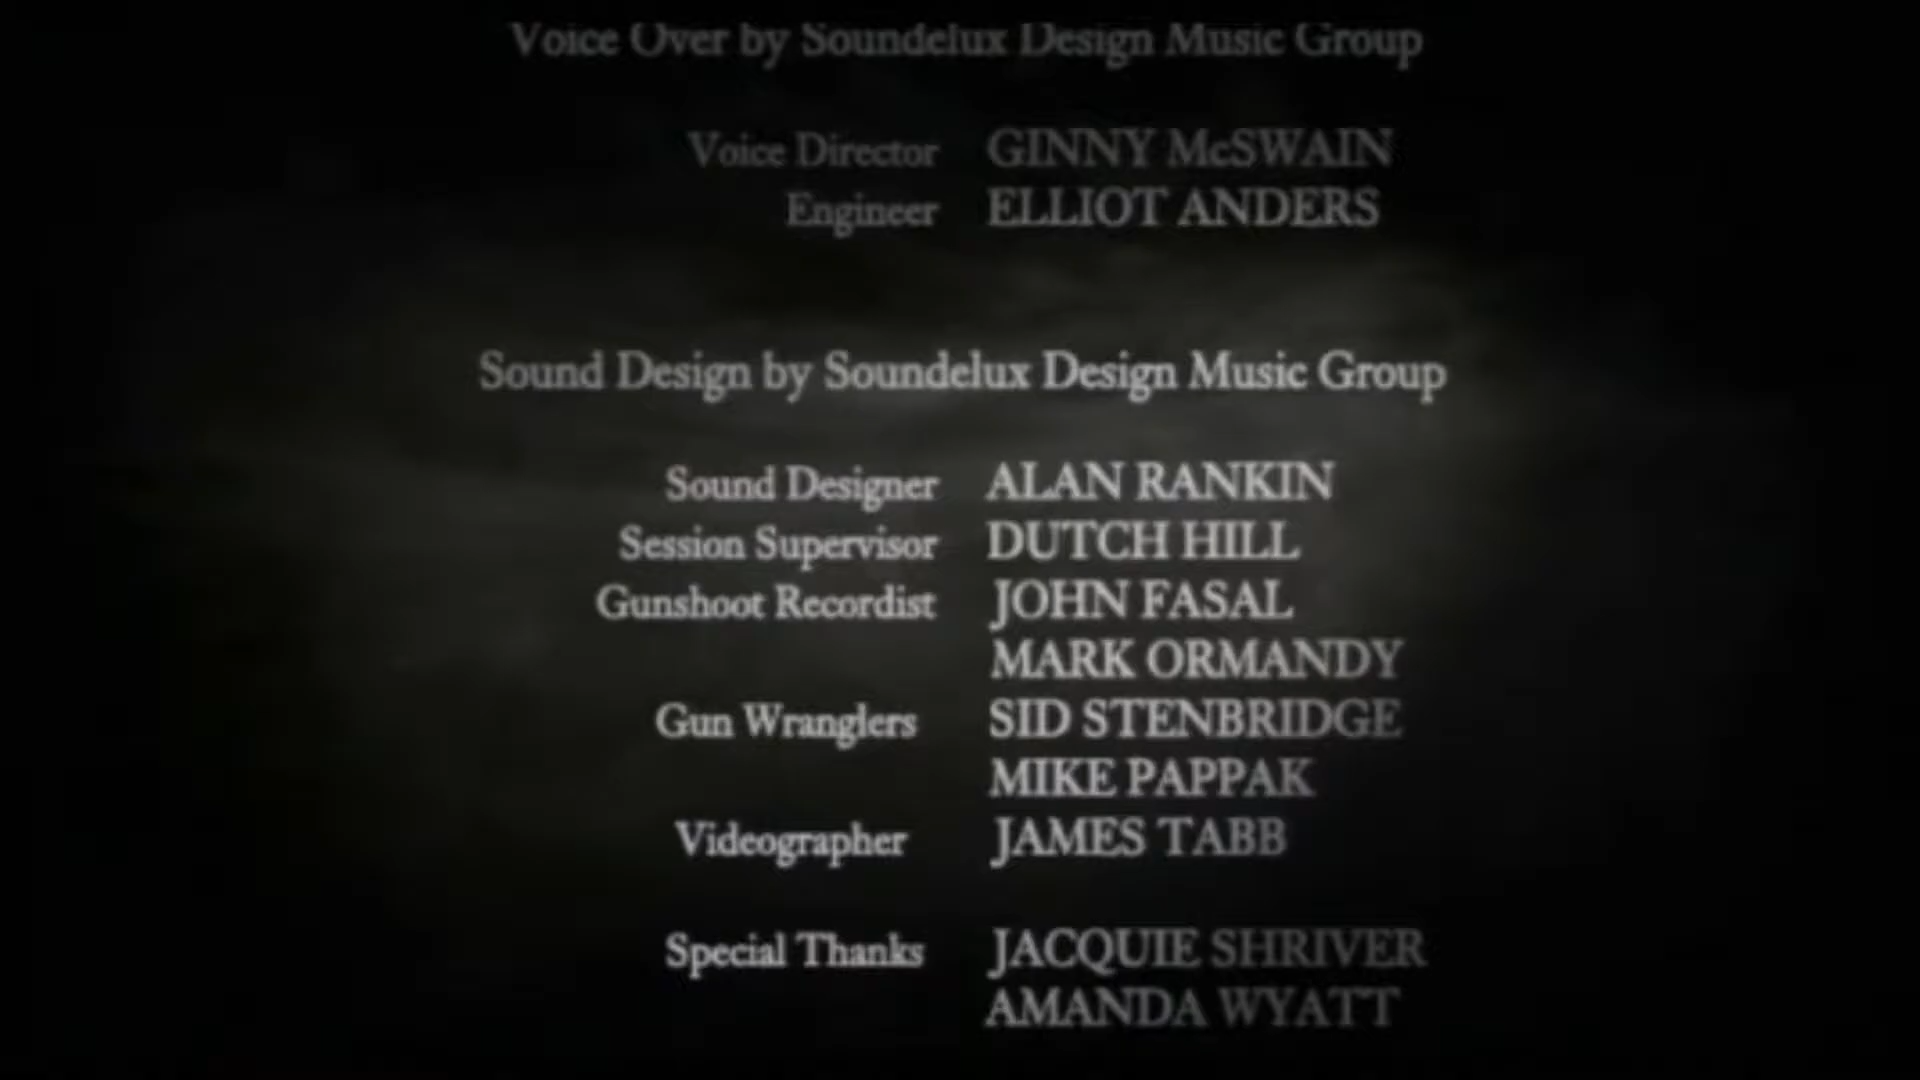 Voice Over by Soundelux Design Music Group
Voice Director GINNY McSWAIN
Engineer ELLIOT ANDERS
Sound Design by Soundelux Design Music Group
Sound Designer ALAN RANKIN
Session Supervisor DUTCH HILL
Gunshoot Recordist JOHN FASAL
MARK ORMANDY
Gun Wranglers SID STENBRIDGE
MIKE PAPPAK
Videographer JAMES TABB
Special Thanks JACQUIE SHRIVER
AMANDA WYATT